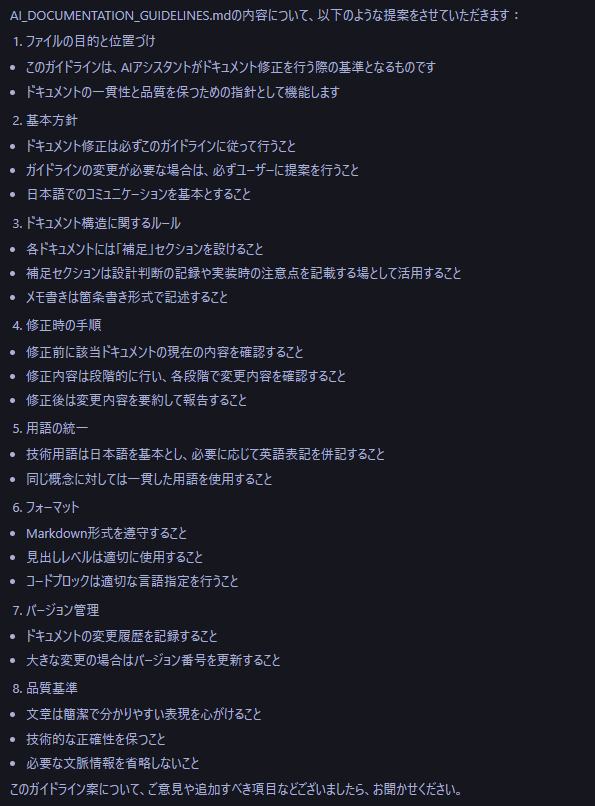 AI_DOCUMENTATION_GUIDELINES.mdの内容について、以下のような提案をさせていただきます：
1. ファイルの目的と位置づけ
• このガイドラインは、AIアシスタントがドキュメント修正を行う際の基準となるものです
• ドキュメントの一貫性と品質を保つための指針として機能します
2. 基本方針
• ドキュメント修正は必ずこのガイドラインに従って行うこと
• ガイドラインの変更が必要な場合は、必ずユーザーに提案を行うこと
• 日本語でのコミュニケーションを基本とすること
3. ドキュメント構造に関するルール
• 各ドキュメントには「補足」セクションを設けること
• 補足セクションは設計判断の記録や実装時の注意点を記載する場として活用すること
• メモ書きは箇条書き形式で記述すること
4. 修正時の手順
• 修正前に該当ドキュメントの現在の内容を確認すること
• 修正内容は段階的に行い、各段階で変更内容を確認すること
• 修正後は変更内容を要約して報告すること
5. 用語の統一
• 技術用語は日本語を基本とし、必要に応じて英語表記を併記すること
• 同じ概念に対しては一貫した用語を使用すること
6. フォーマット
• Markdown形式を遵守すること
• 見出しレベルは適切に使用すること
• コードブロックは適切な言語指定を行うこと
7. バージョン管理
• ドキュメントの変更履歴を記録すること
• 大きな変更の場合はバージョン番号を更新すること
8. 品質基準
• 文章は簡潔で分かりやすい表現を心がけること
• 技術的な正確性を保つこと
• 必要な文脈情報を省略しないこと
このガイドライン案について、ご意見や追加すべき項目などございましたら、お聞かせください。